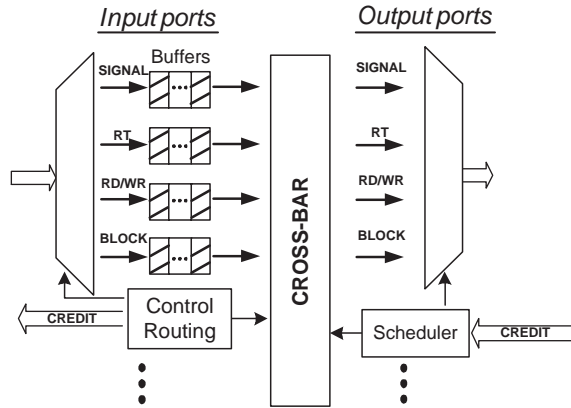 Input ports
Output ports
Buffers
SIGNAL
SIGNAL
RT
RT
RD/WR
RD/WR
BLOCK
BLOCK
CROSS-BAR
Control
Routing
Scheduler
CREDIT
CREDIT